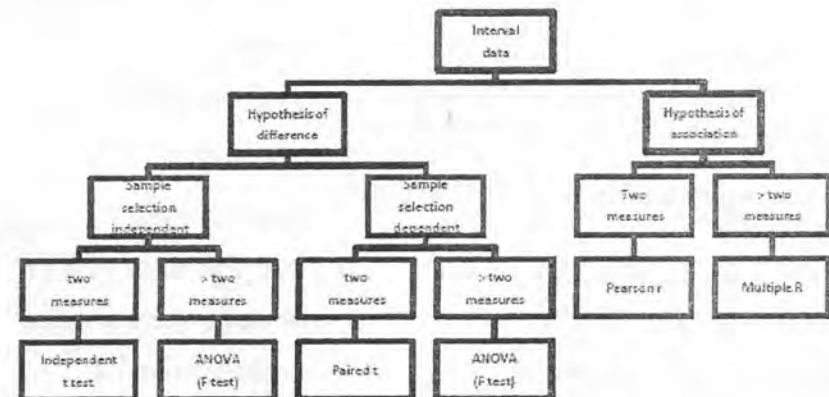 Interval
data
Hypothesis of
difference
Hypothesis of
association
Sample
selection
independent
Sample
selection
dependent
Two
measures
> two
measures
two
measures
> two
measures
two
measures
> two
measures
Pearson r
Multiple R
Independent
t test
ANOVA
(F test)
Paired t
ANOVA
(F test)